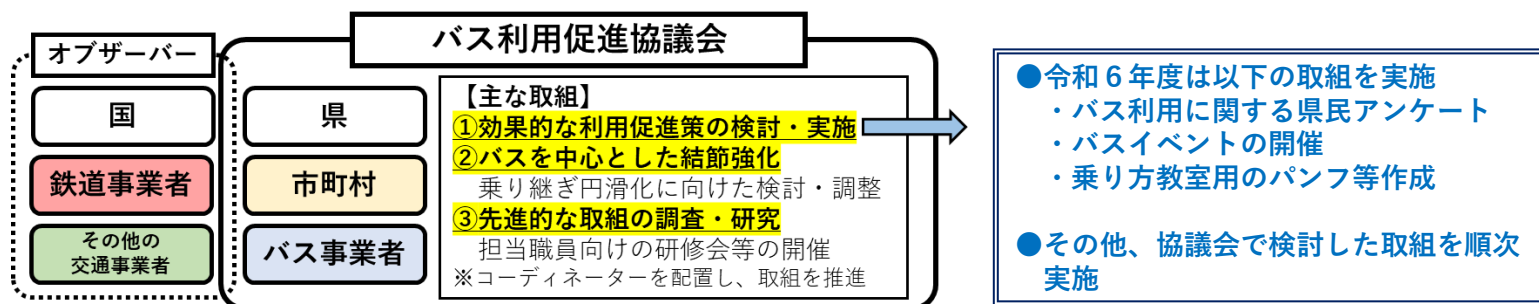 バス利用促進協議会
オブザーバー
国
鉄道事業者
その他の
交通事業者
県
市町村
バス事業者
【主な取組】
①効果的な利用促進策の検討・実施
②バスを中心とした結節強化
乗り継ぎ円滑化に向けた検討・調整
③先進的な取組の調査・研究
担当職員向けの研修会等の開催
※コーディネーターを配置し、取組を推進
●令和６年度は以下の取組を実施
・バス利用に関する県民アンケート
・バスイベントの開催
・乗り方教室用のパンフ等作成
●その他、協議会で検討した取組を順次
実施